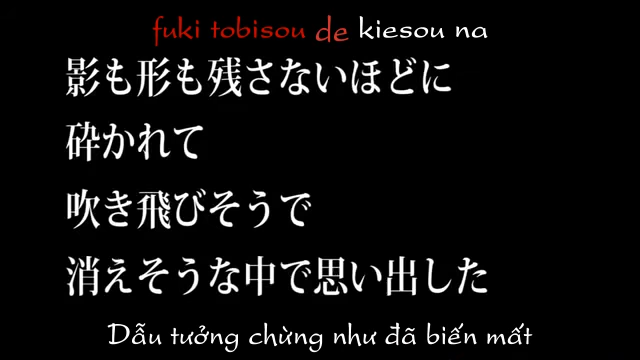 fuki tobisou de kiesou na
影も形も残さないほどに
砕かれて
吹き飛びそうで
消えそうな中で思い出した
Dẫu tưởng chừng như đã biến mất